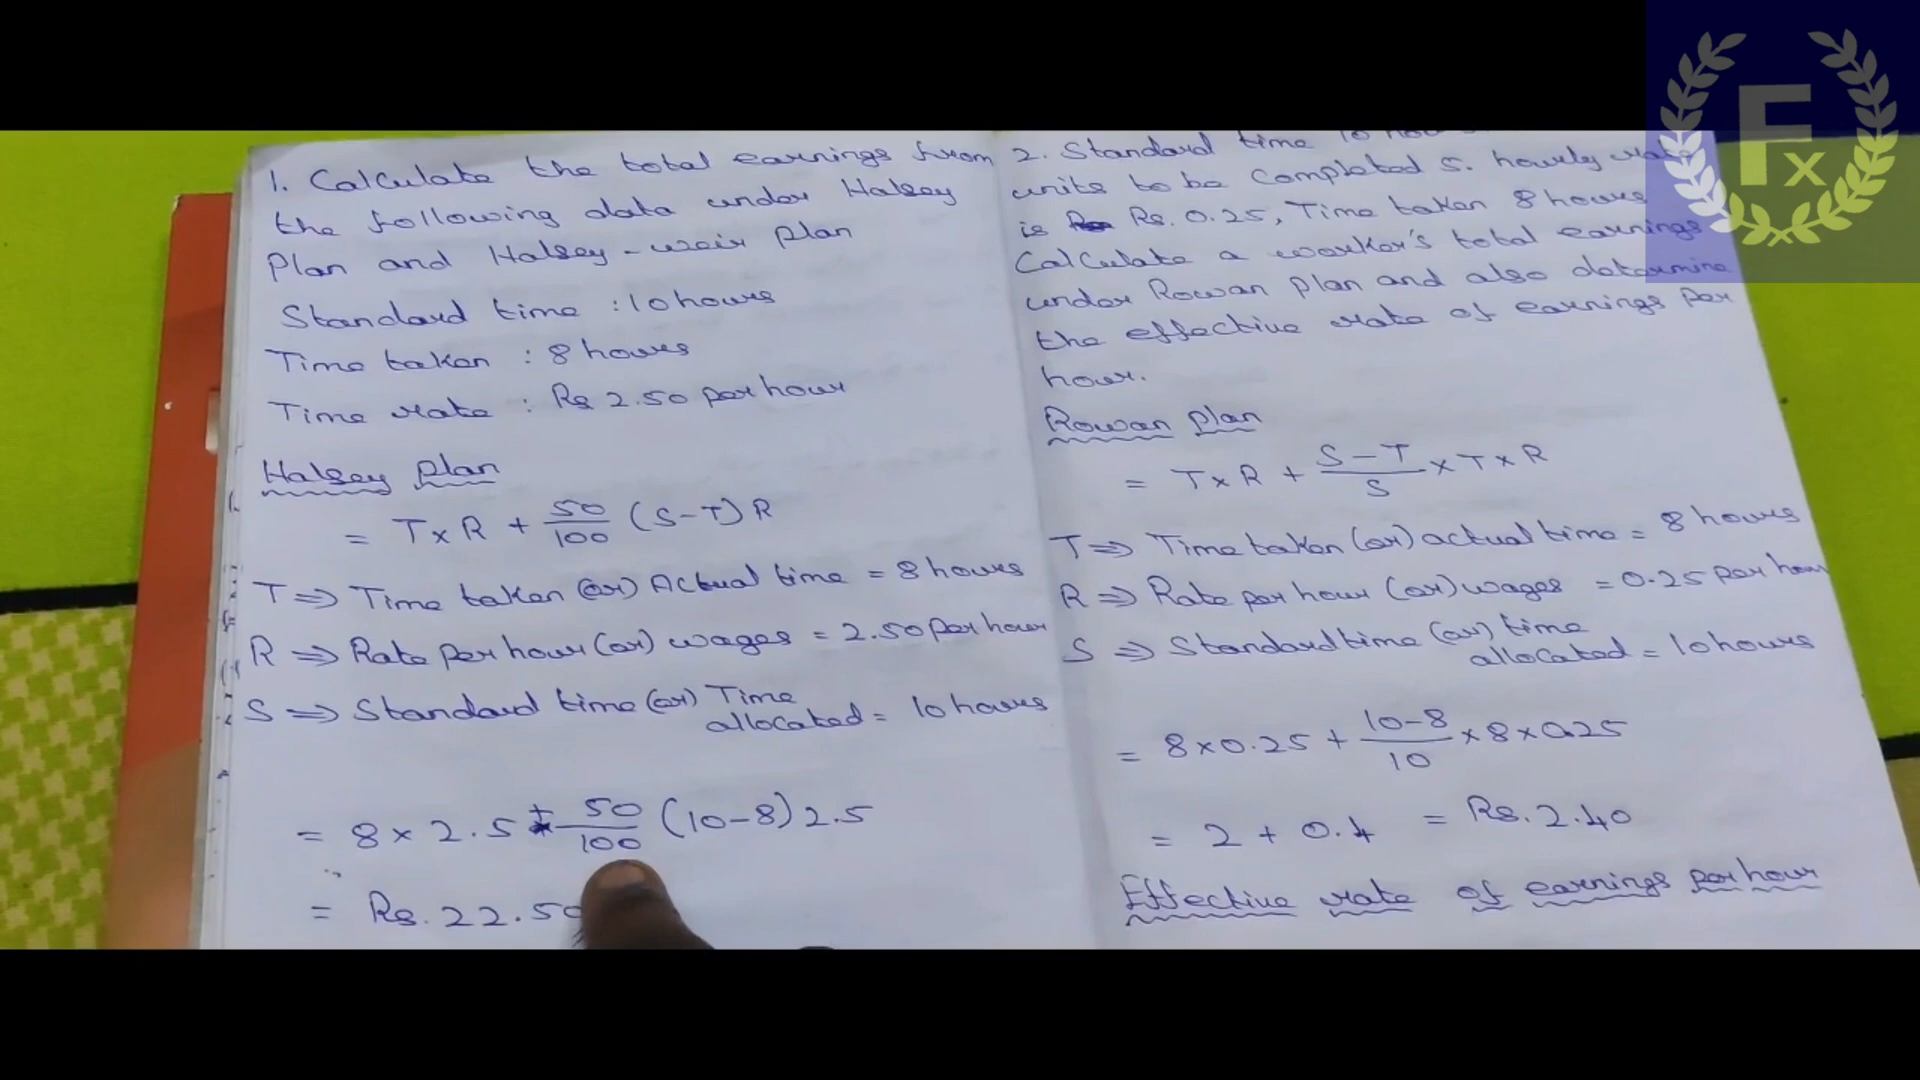 1. Calculate the total earnings from
the following data under Halsey
Plan and Halsey-weir plan
Standard time : 10 hours
Time taken : 8 hours
Time rate : Rs 2.50 per hour
Halsey plan
= T x R + 50/100 (S-T) R
T ⇒ Time taken (or) Actual time = 8 hours
R ⇒ Rate per hour (or) wages = 2.50 per hour
S ⇒ Standard time (or) Time
allocated = 10 hours
= 8 x 2.5 + 50/100 (10-8) 2.5
= Rs. 22.50
2. Standard time 10 hours
units to be completed 5. hourly rate
is Rs. 0.25, Time taken 8 hours
Calculate a worker's total earnings
under Rowan plan and also determine
the effective rate of earnings per
hour.
Rowan plan
= T x R + S-T/S x T x R
T ⇒ Time taken (or) actual time = 8 hours
R ⇒ Rate per hour (or) wages = 0.25 per hour
S ⇒ Standard time (or) time
allocated = 10 hours
= 8 x 0.25 + 10-8/10 x 8 x 0.25
= 2 + 0.4 = Rs. 2.40
Effective rate of earnings per hour
Fx